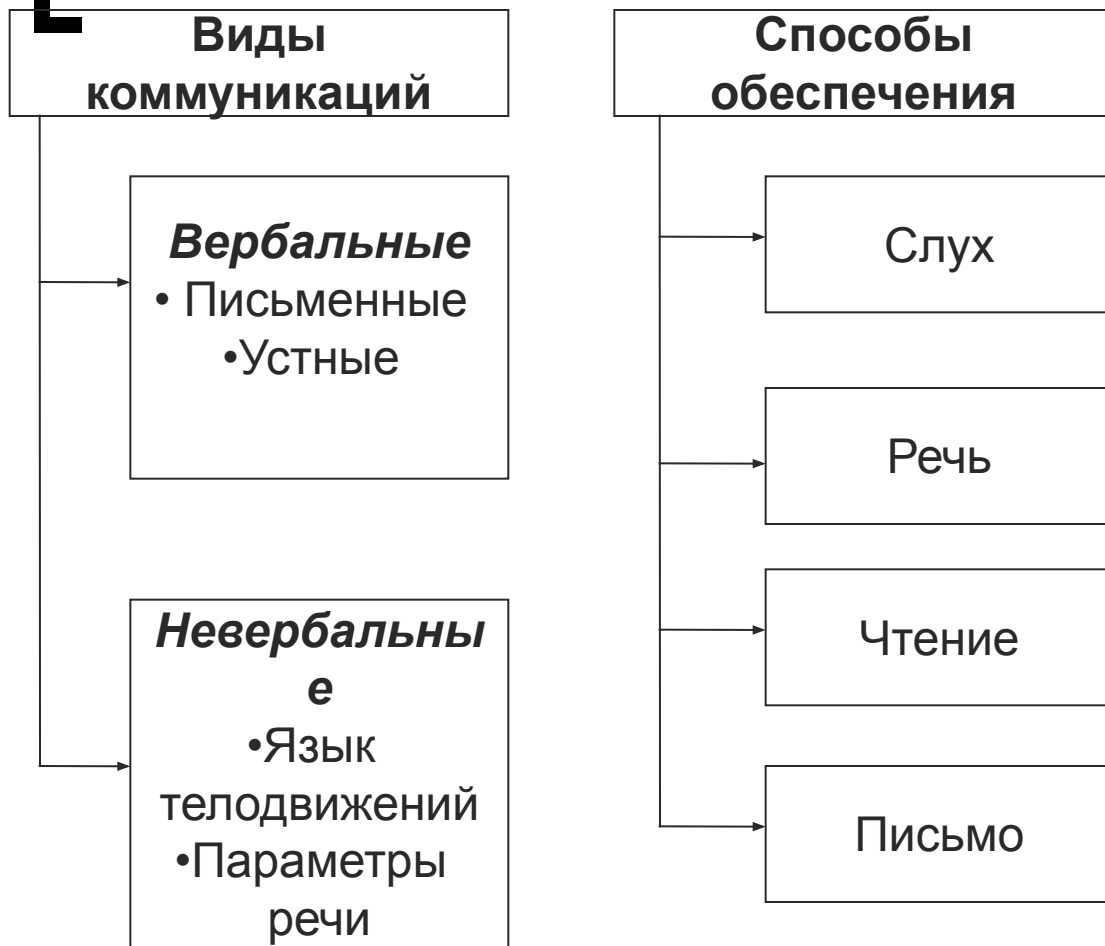 Виды
коммуникаций
Вербальные
• Письменные
•Устные
Невербальны
е
•Язык
телодвижений
•Параметры
речи
Способы
обеспечения
Слух
Речь
Чтение
Письмо